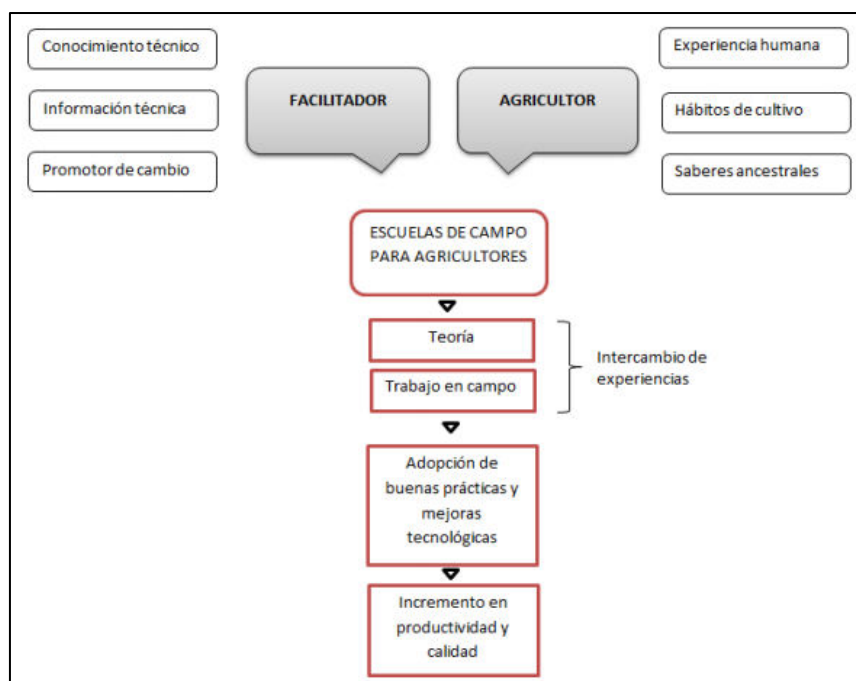 Conocimiento técnico
Información técnica
Promotor de cambio
FACILITADOR
AGRICULTOR
Experiencia humana
Hábitos de cultivo
Saberes ancestrales
ESCUELAS DE CAMPO
PARA AGRICULTORES
Teoría
Trabajo en campo
Intercambio de
experiencias
Adopción de
buenas prácticas y
mejoras
tecnológicas
Incremento en
productividad y
calidad